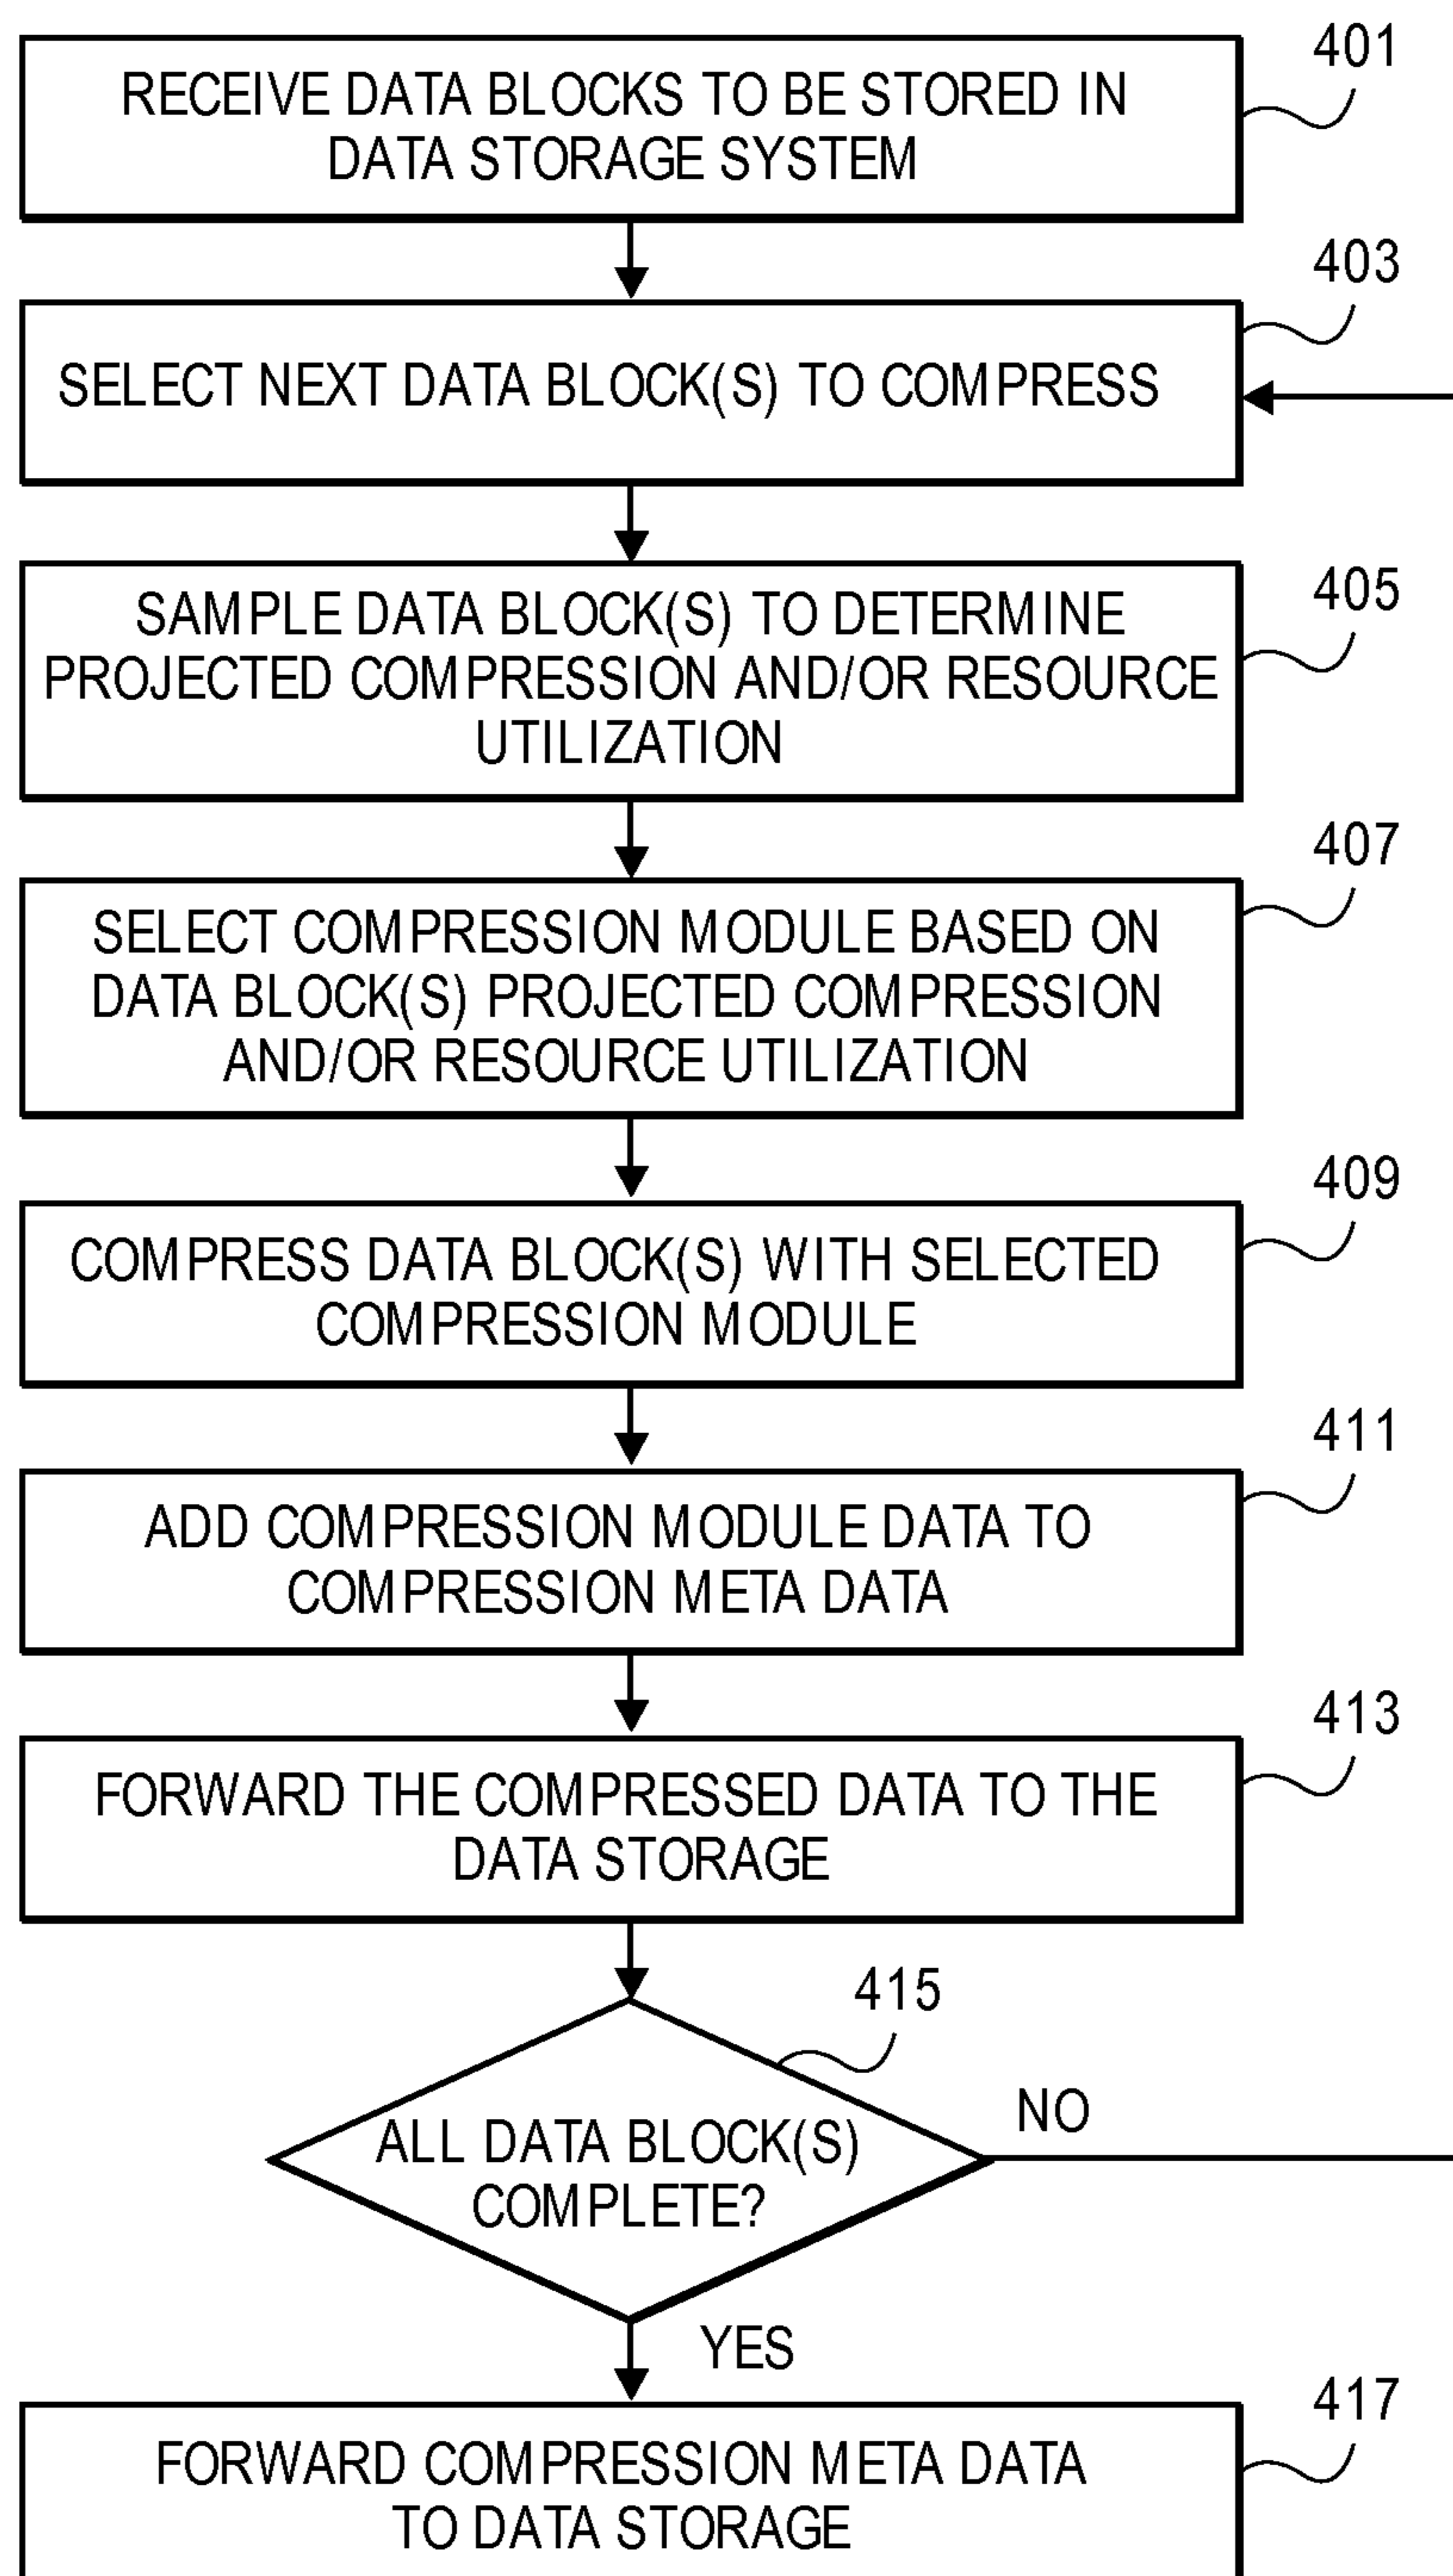 401
RECEIVE DATA BLOCKS TO BE STORED IN
DATA STORAGE SYSTEM
403
SELECT NEXT DATA BLOCK(S) TO COMPRESS
405
SAMPLE DATA BLOCK(S) TO DETERMINE
PROJECTED COMPRESSION AND/OR RESOURCE
UTILIZATION
407
SELECT COMPRESSION MODULE BASED ON
DATA BLOCK(S) PROJECTED COMPRESSION
AND/OR RESOURCE UTILIZATION
409
COMPRESS DATA BLOCK(S) WITH SELECTED
COMPRESSION MODULE
411
ADD COMPRESSION MODULE DATA TO
COMPRESSION META DATA
413
FORWARD THE COMPRESSED DATA TO THE
DATA STORAGE
415
NO
ALL DATA BLOCK(S)
COMPLETE?
YES
417
FORWARD COMPRESSION META DATA
TO DATA STORAGE